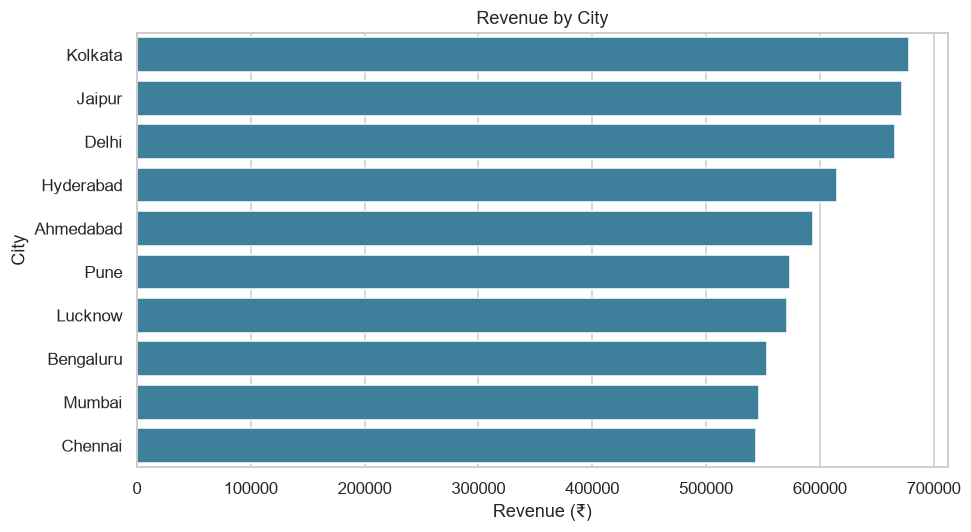 Revenue by City
Kolkata
Jaipur
Delhi
Hyderabad
Ahmedabad
Pune
Lucknow
Bengaluru
Mumbai
Chennai
City
0 100000 200000 300000 400000 500000 600000 700000
Revenue (₹)